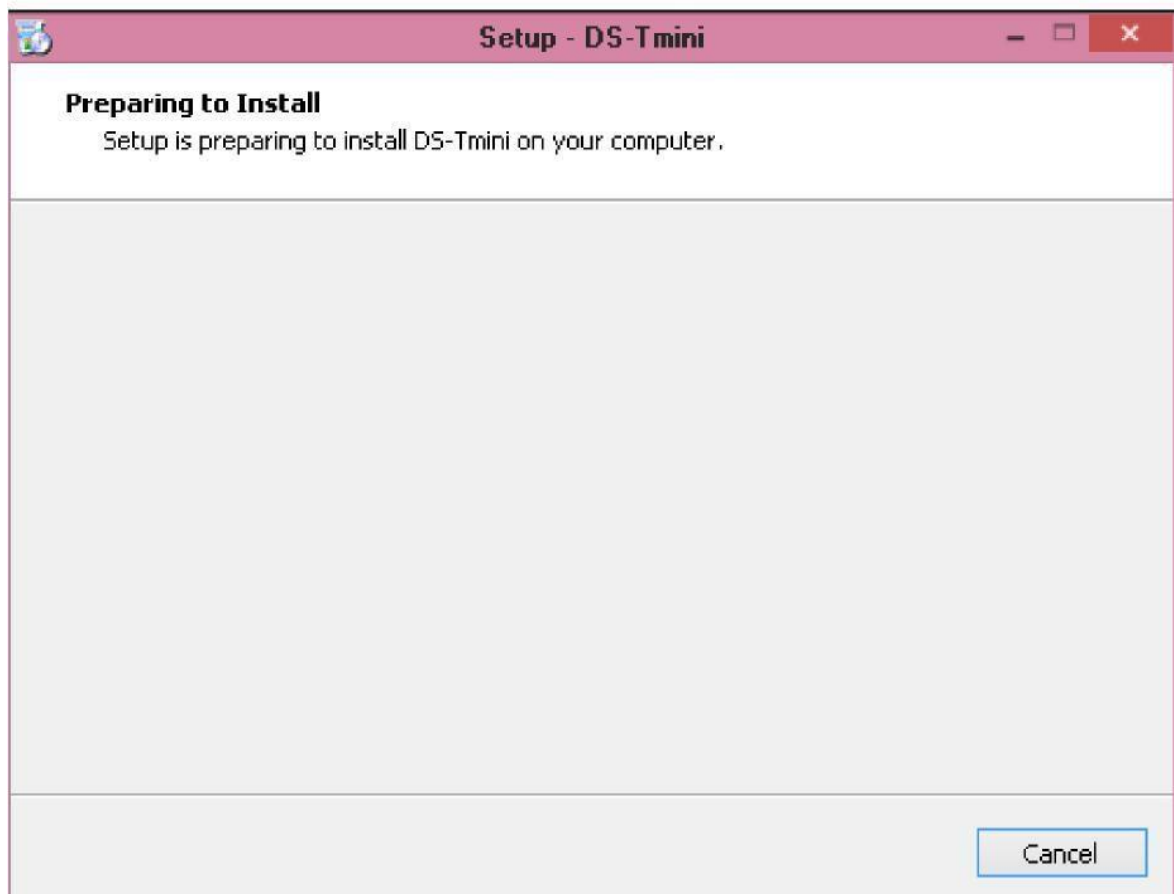 Setup - DS-Tmini
Preparing to Install
Setup is preparing to install DS-Tmini on your computer.
Cancel